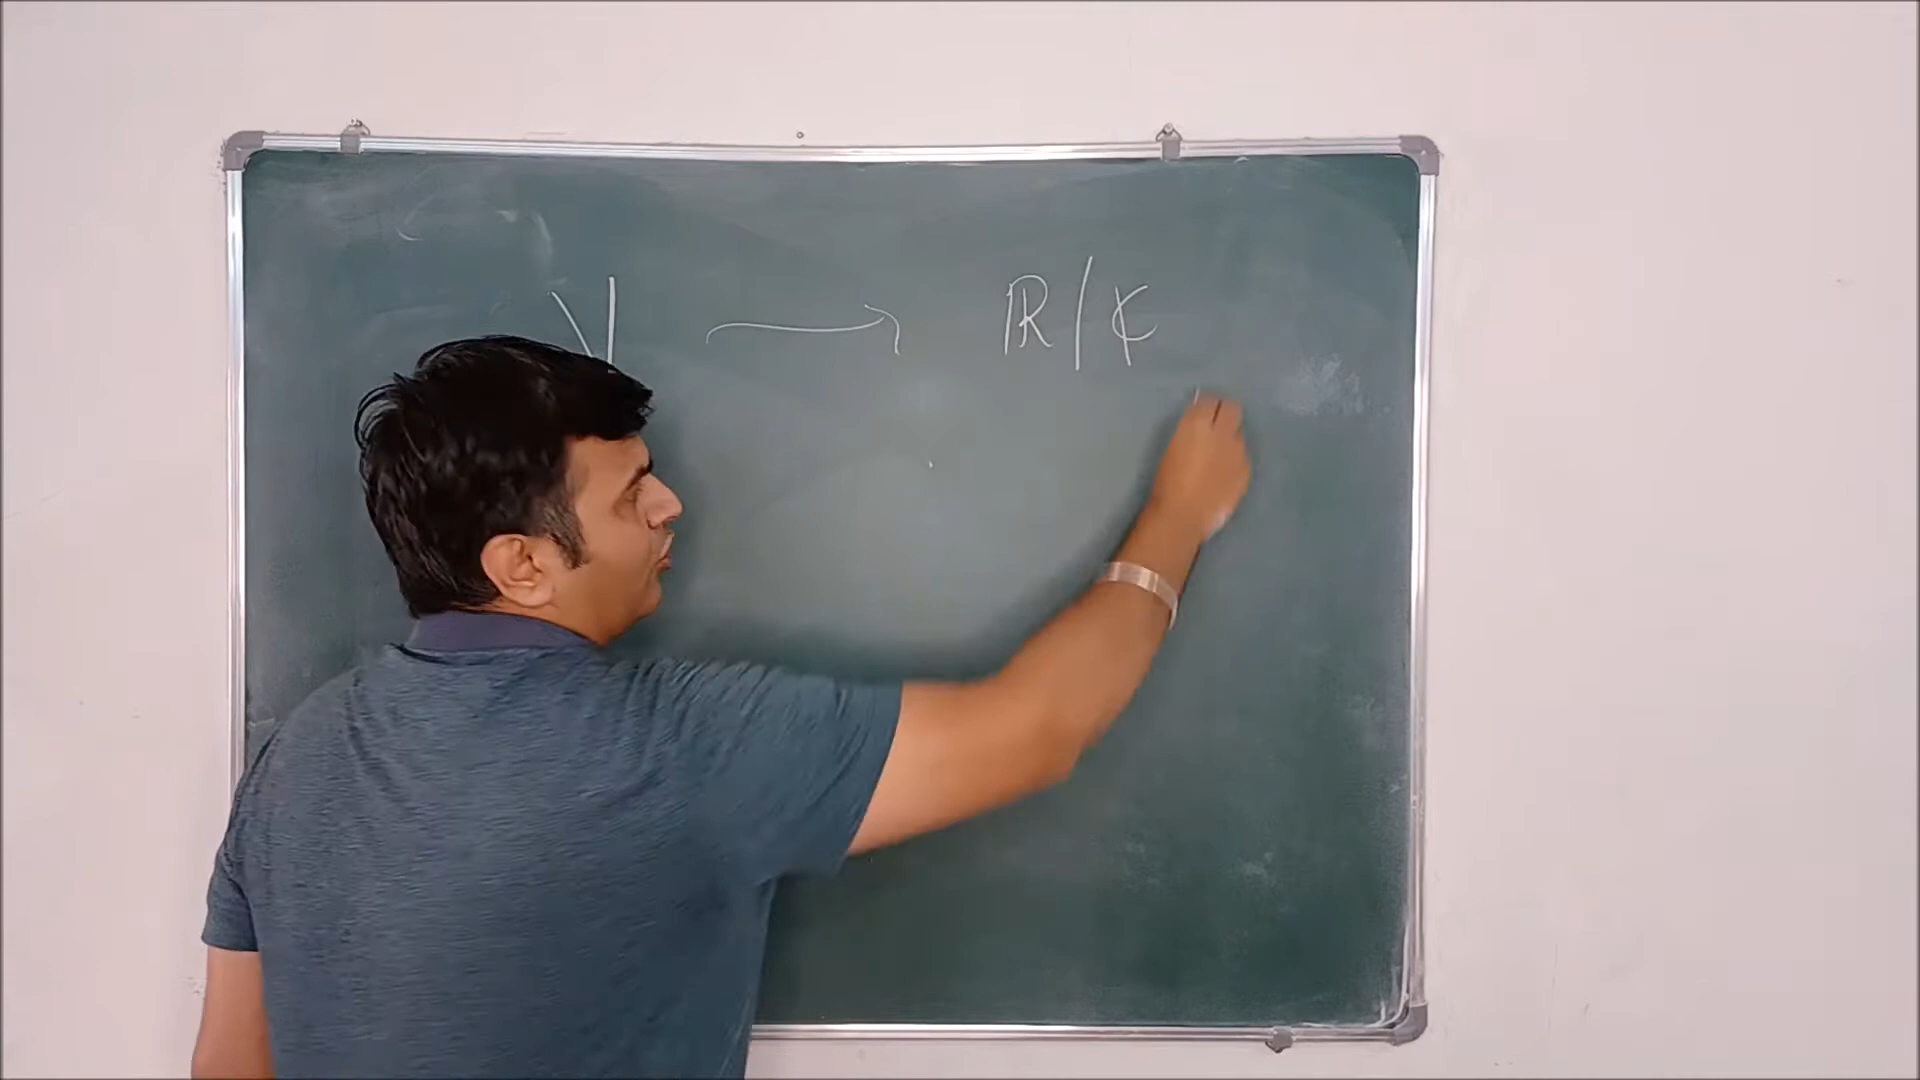 V → ℝ/ℂ